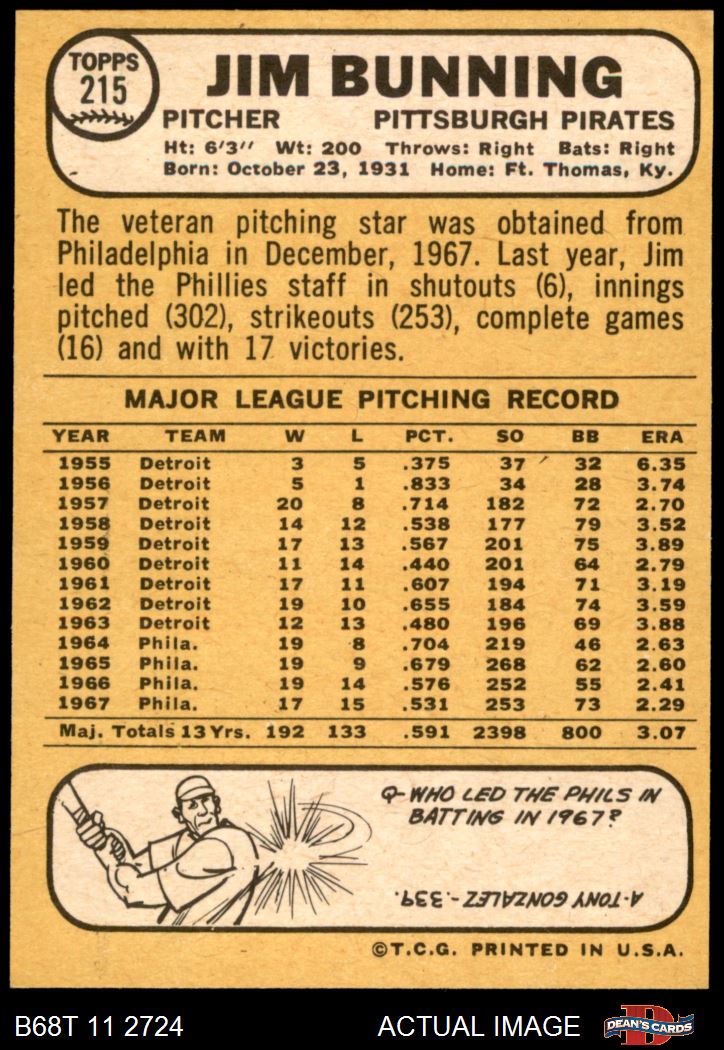 TOPPS
215
JIM BUNNING
PITCHER PITTSBURGH PIRATES
Ht: 6'3" Wt: 200 Throws: Right Bats: Right
Born: October 23, 1931 Home: Ft. Thomas, Ky.
The veteran pitching star was obtained from
Philadelphia in December, 1967. Last year, Jim
led the Phillies staff in shutouts (6), innings
pitched (302), strikeouts (253), complete games
(16) and with 17 victories.
MAJOR LEAGUE PITCHING RECORD
YEAR TEAM W L PCT. SO BB ERA
1955 Detroit 3 5 .375 37 32 6.35
1956 Detroit 5 1 .833 34 28 3.74
1957 Detroit 20 8 .714 182 72 2.70
1958 Detroit 14 12 .538 177 79 3.52
1959 Detroit 17 13 .567 201 75 3.89
1960 Detroit 11 14 .440 201 64 2.79
1961 Detroit 17 11 .607 194 71 3.19
1962 Detroit 19 10 .655 184 74 3.59
1963 Detroit 12 13 .480 196 69 3.88
1964 Phila. 19 8 .704 219 46 2.63
1965 Phila. 19 9 .679 268 62 2.60
1966 Phila. 19 14 .576 252 55 2.41
1967 Phila. 17 15 .531 253 73 2.29
Maj. Totals 13 Yrs. 192 133 .591 2398 800 3.07
Q-WHO LED THE PHILS IN
BATTING IN 1967?
A-TONY GONZALEZ-.339.
©T.C.G. PRINTED IN U.S.A.
B68T 11 2724 ACTUAL IMAGE DEAN'S CARDS